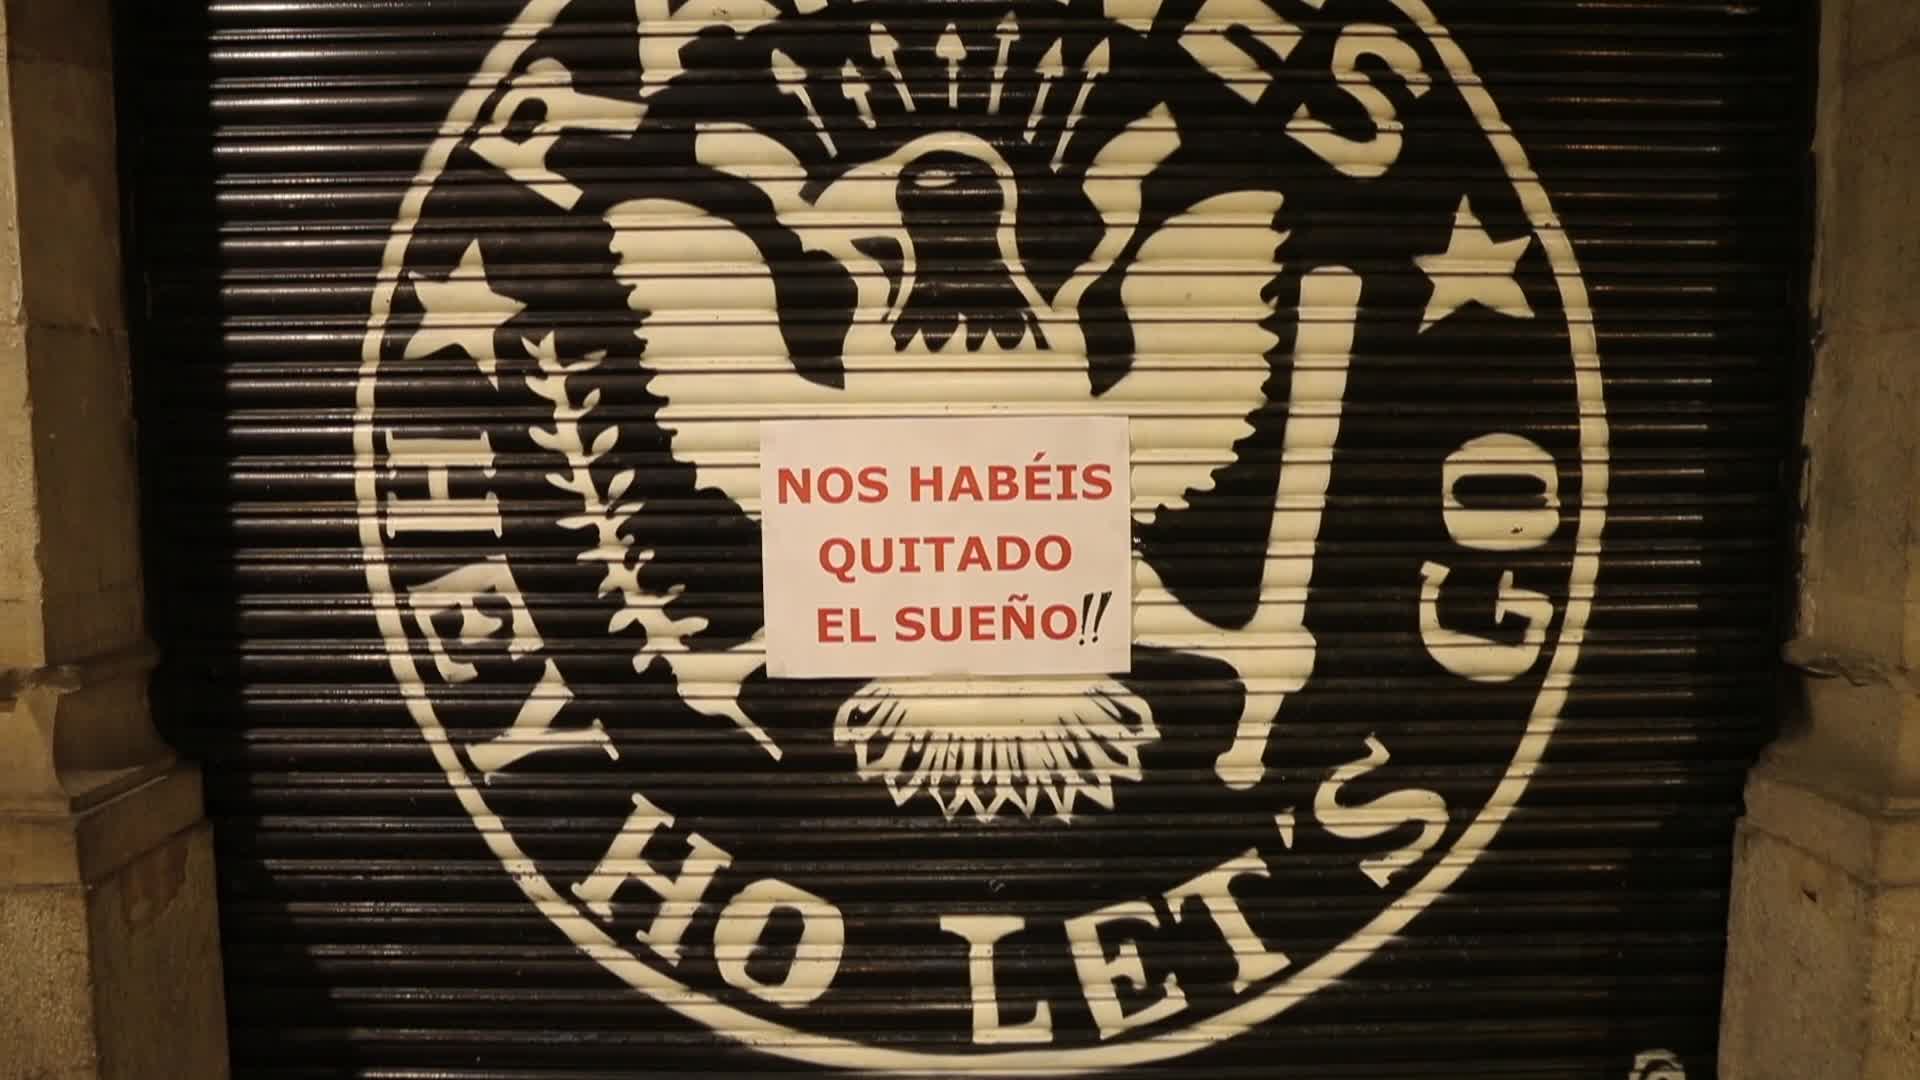 NOS HABÉIS
QUITADO
EL SUEÑO!!
HEY HO LET'S GO